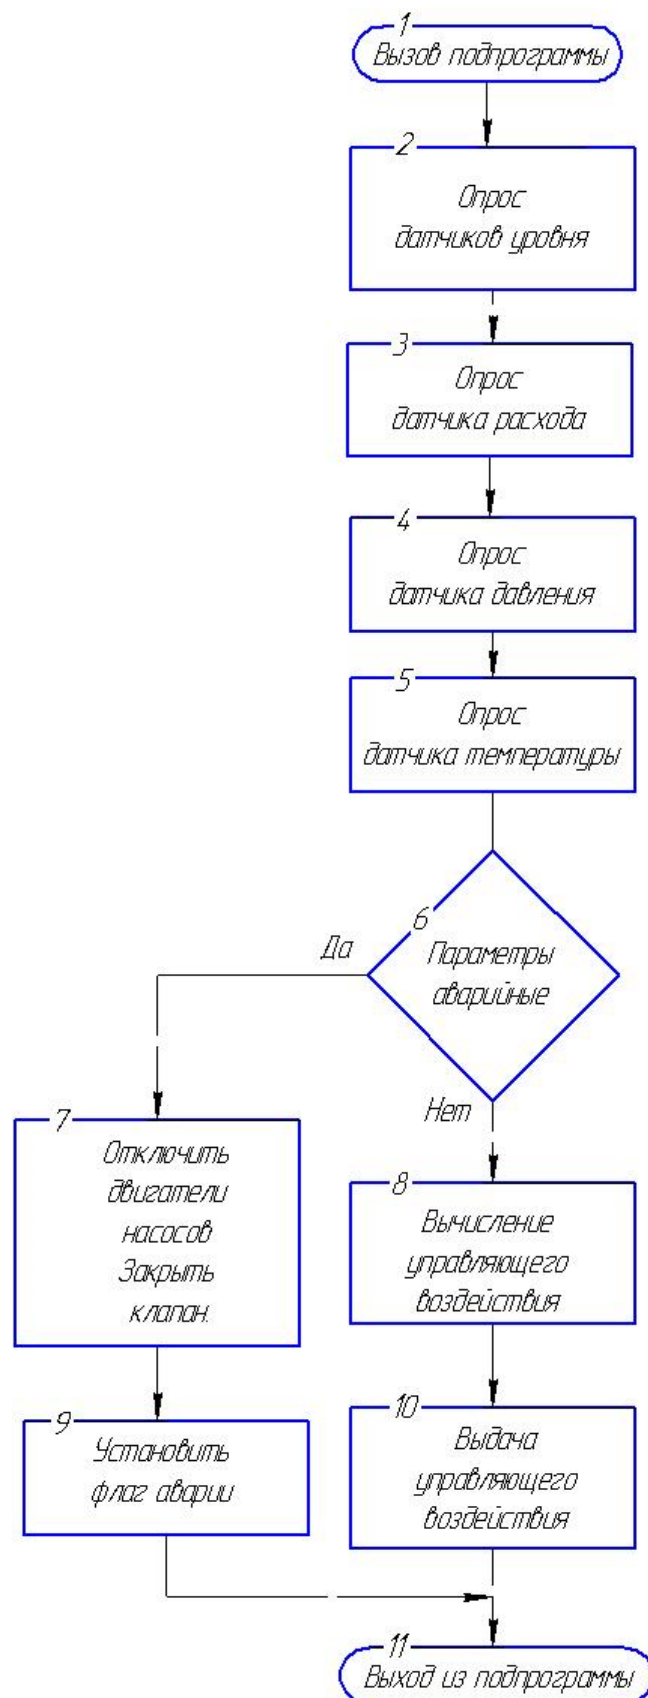 1
Вызов подпрограммы
2
Опрос
датчиков уровня
3
Опрос
датчика расхода
4
Опрос
датчика давления
5
Опрос
датчика температуры
6
Параметры
аварийные
Да
Нет
7
Отключить
двигатели
насосов
Закрыть
клапан.
8
Вычисление
управляющего
воздействия
9
Установить
флаг аварии
10
Выдача
управляющего
воздействия
11
Выход из подпрограммы